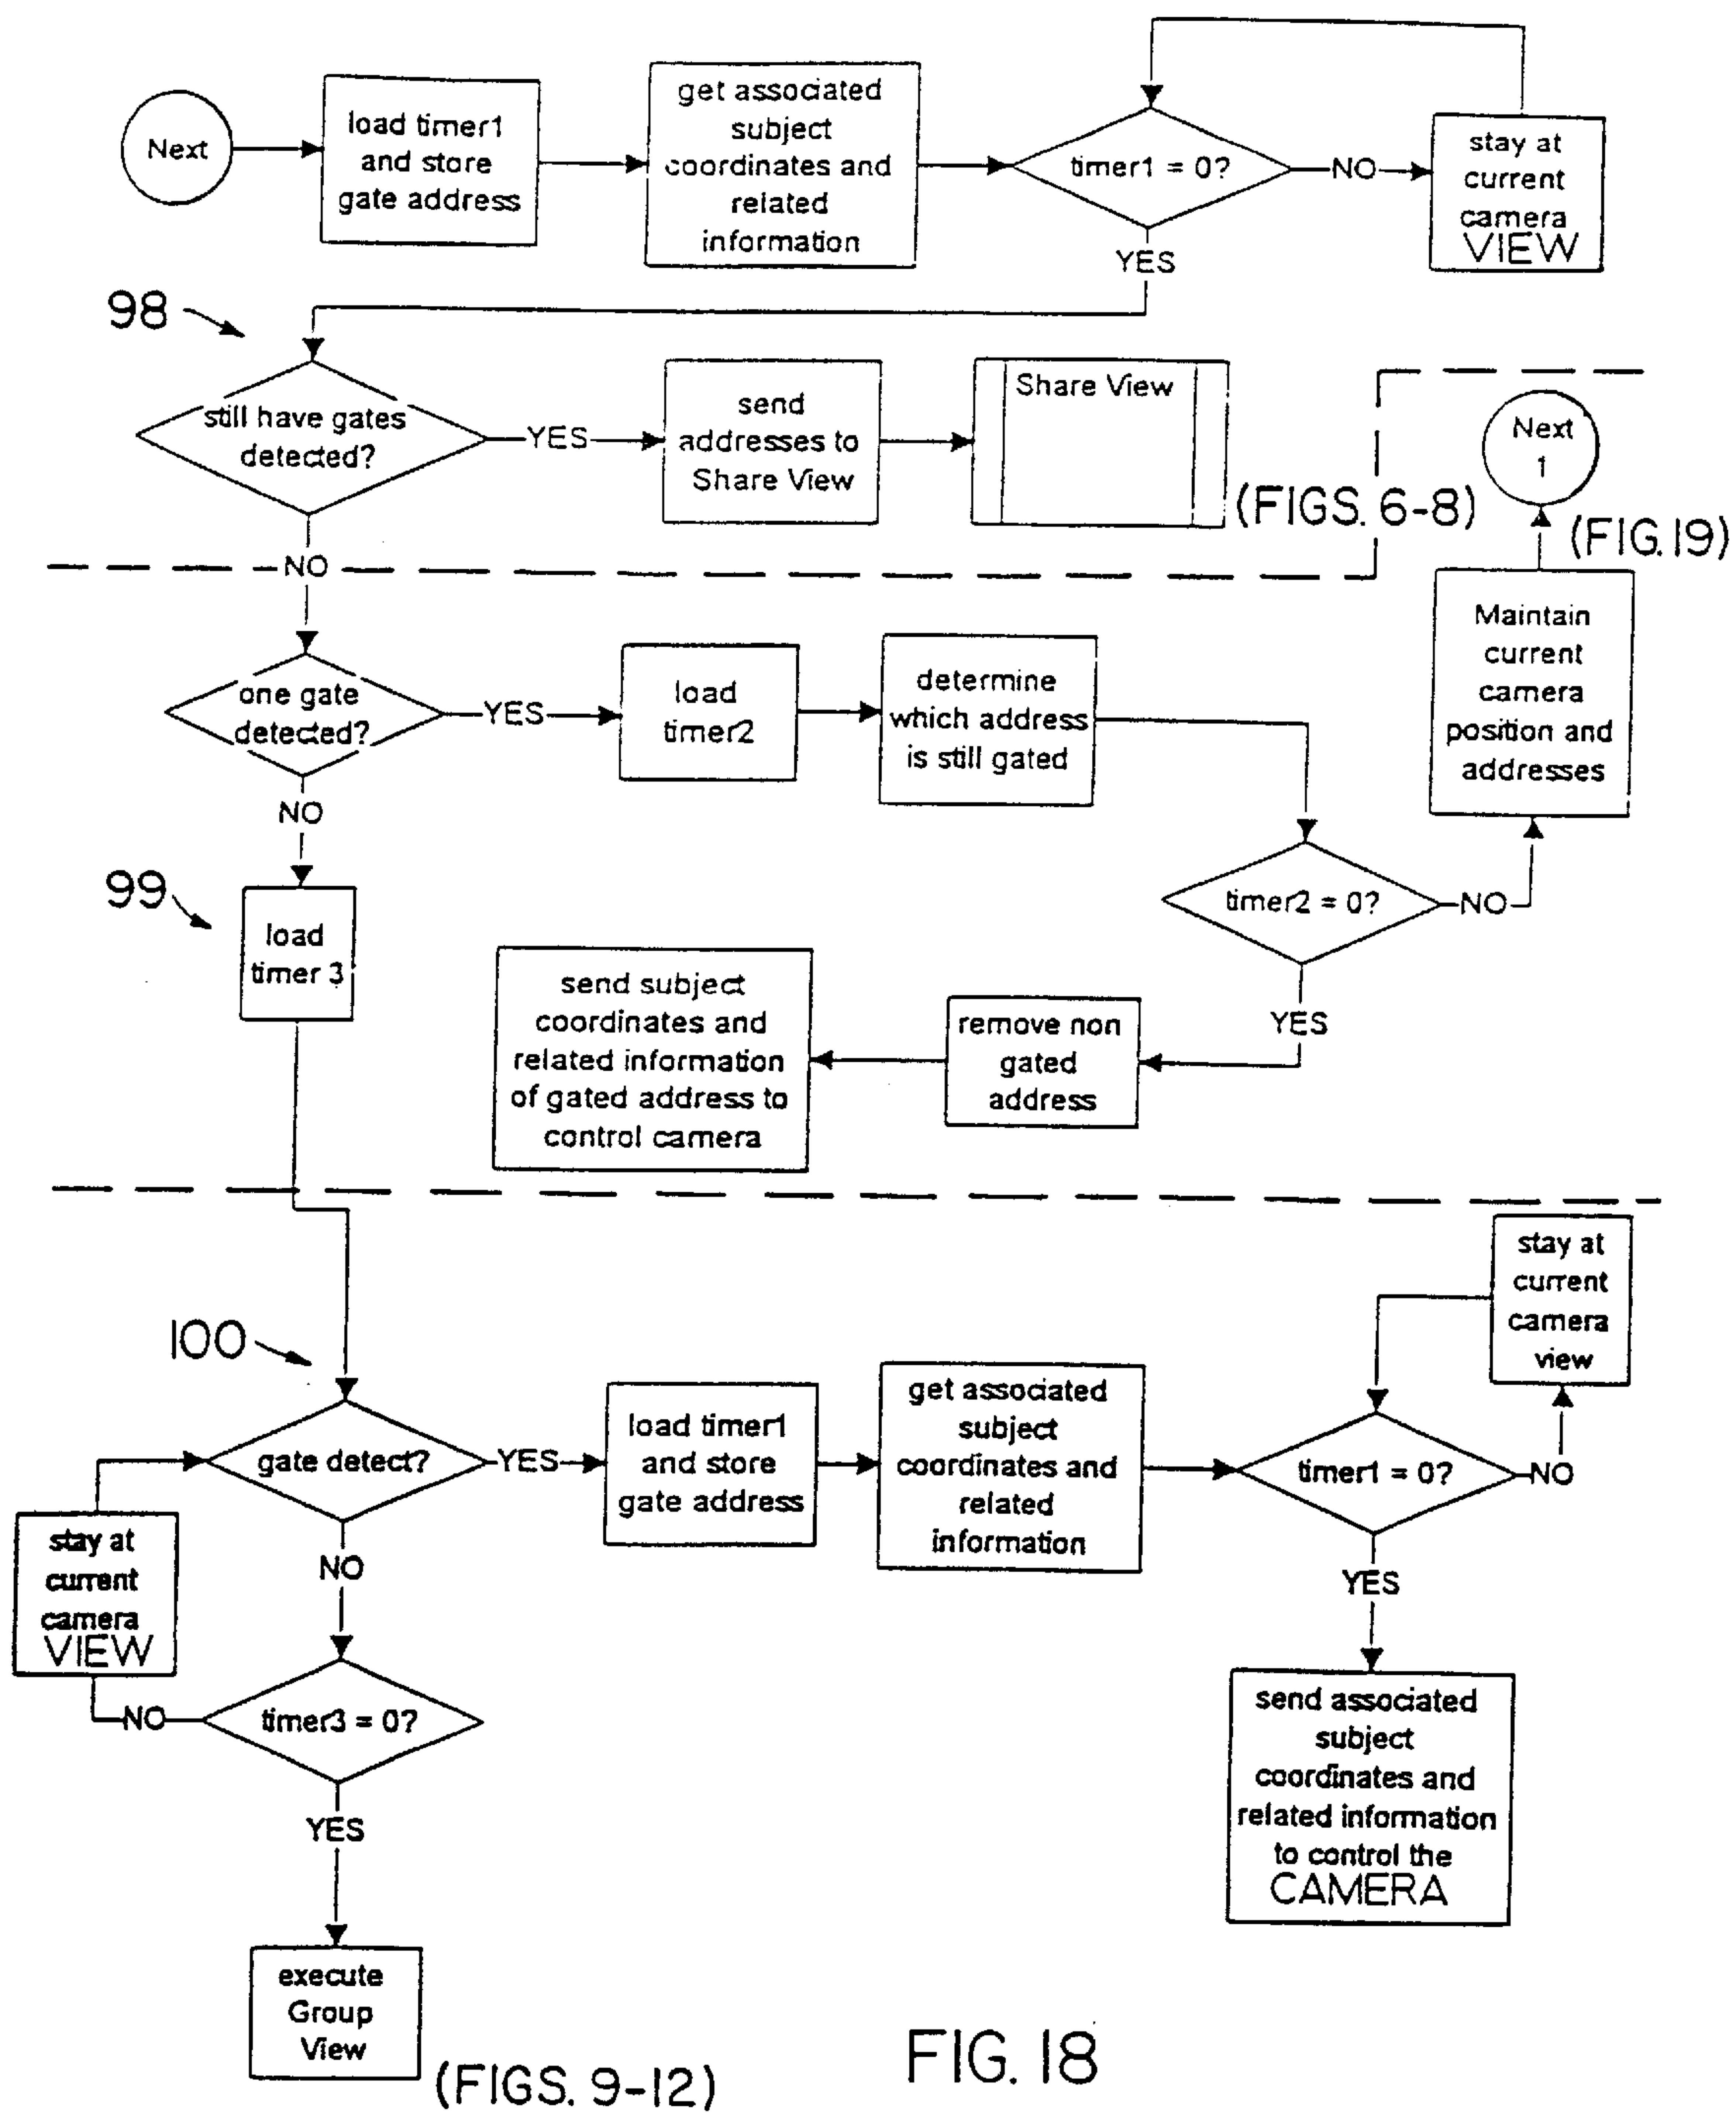 Next
load timer1
and store
gate address
get associated
subject
coordinates and
related
information
timer1 = 0?
NO
stay at
current
camera
VIEW
YES
98
still have gates
detected?
YES
send
addresses to
Share View
Share View
(FIGS. 6-8)
Next
1
(FIG. 19)
NO
one gate
detected?
YES
load
timer2
determine
which address
is still gated
Maintain
current
camera
position and
addresses
NO
timer2 = 0?
NO
99
load
timer 3
YES
remove non
gated
address
send subject
coordinates and
related information
of gated address to
control camera
100
gate detect?
YES
load timer1
and store
gate address
get associated
subject
coordinates and
related
information
timer1 = 0?
NO
stay at
current
camera
view
NO
stay at
current
camera
VIEW
YES
timer3 = 0?
NO
send associated
subject
coordinates and
related information
to control the
CAMERA
YES
execute
Group
View
(FIGS. 9-12)
FIG. 18